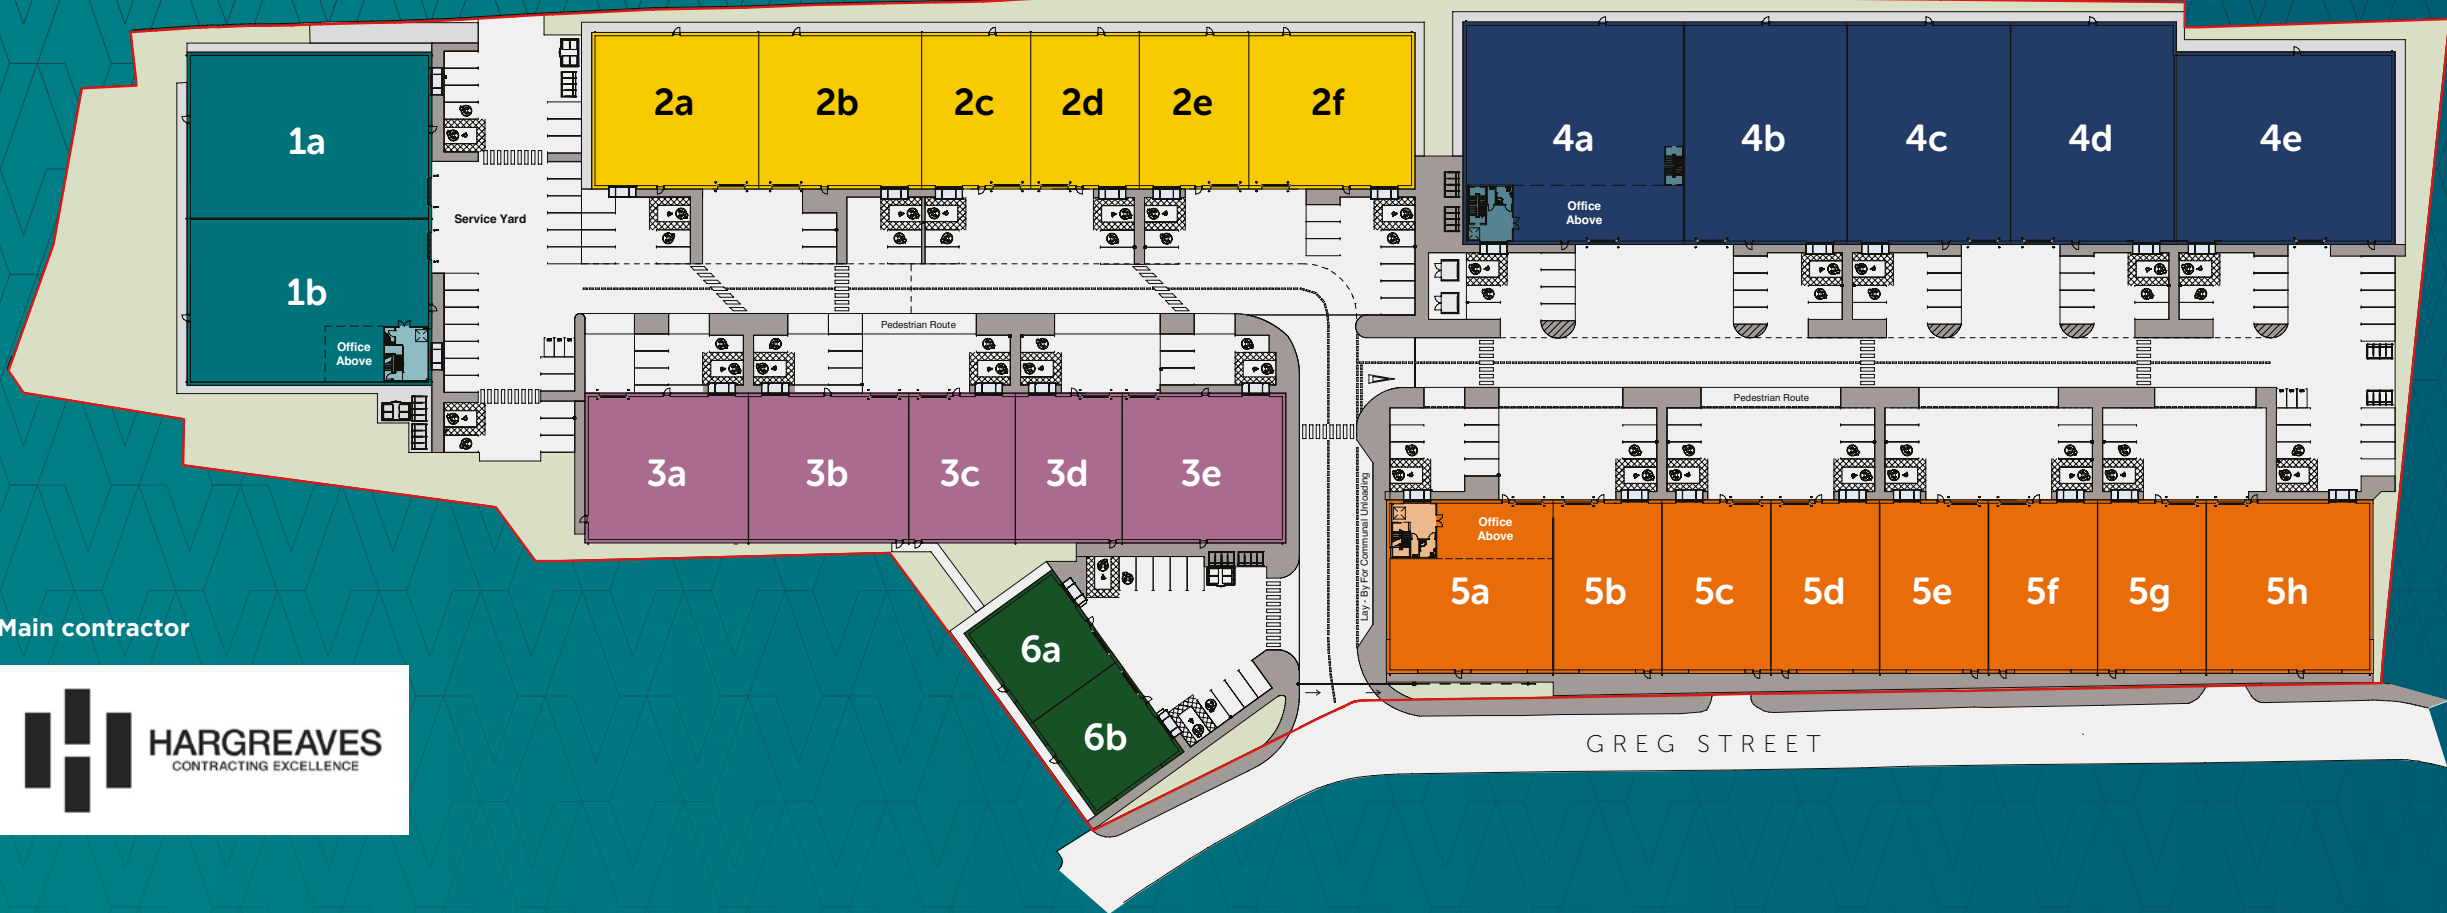 1a
1b
Office
Above
Service Yard
2a
2b
2c
2d
2e
2f
Pedestrian Route
3a
3b
3c
3d
3e
4a
4b
4c
4d
4e
Office
Above
Pedestrian Route
Office
Above
5a
5b
5c
5d
5e
5f
5g
5h
Lay - By For Communal Unloading
6a
6b
GREG STREET
Main contractor
HARGREAVES
CONTRACTING EXCELLENCE